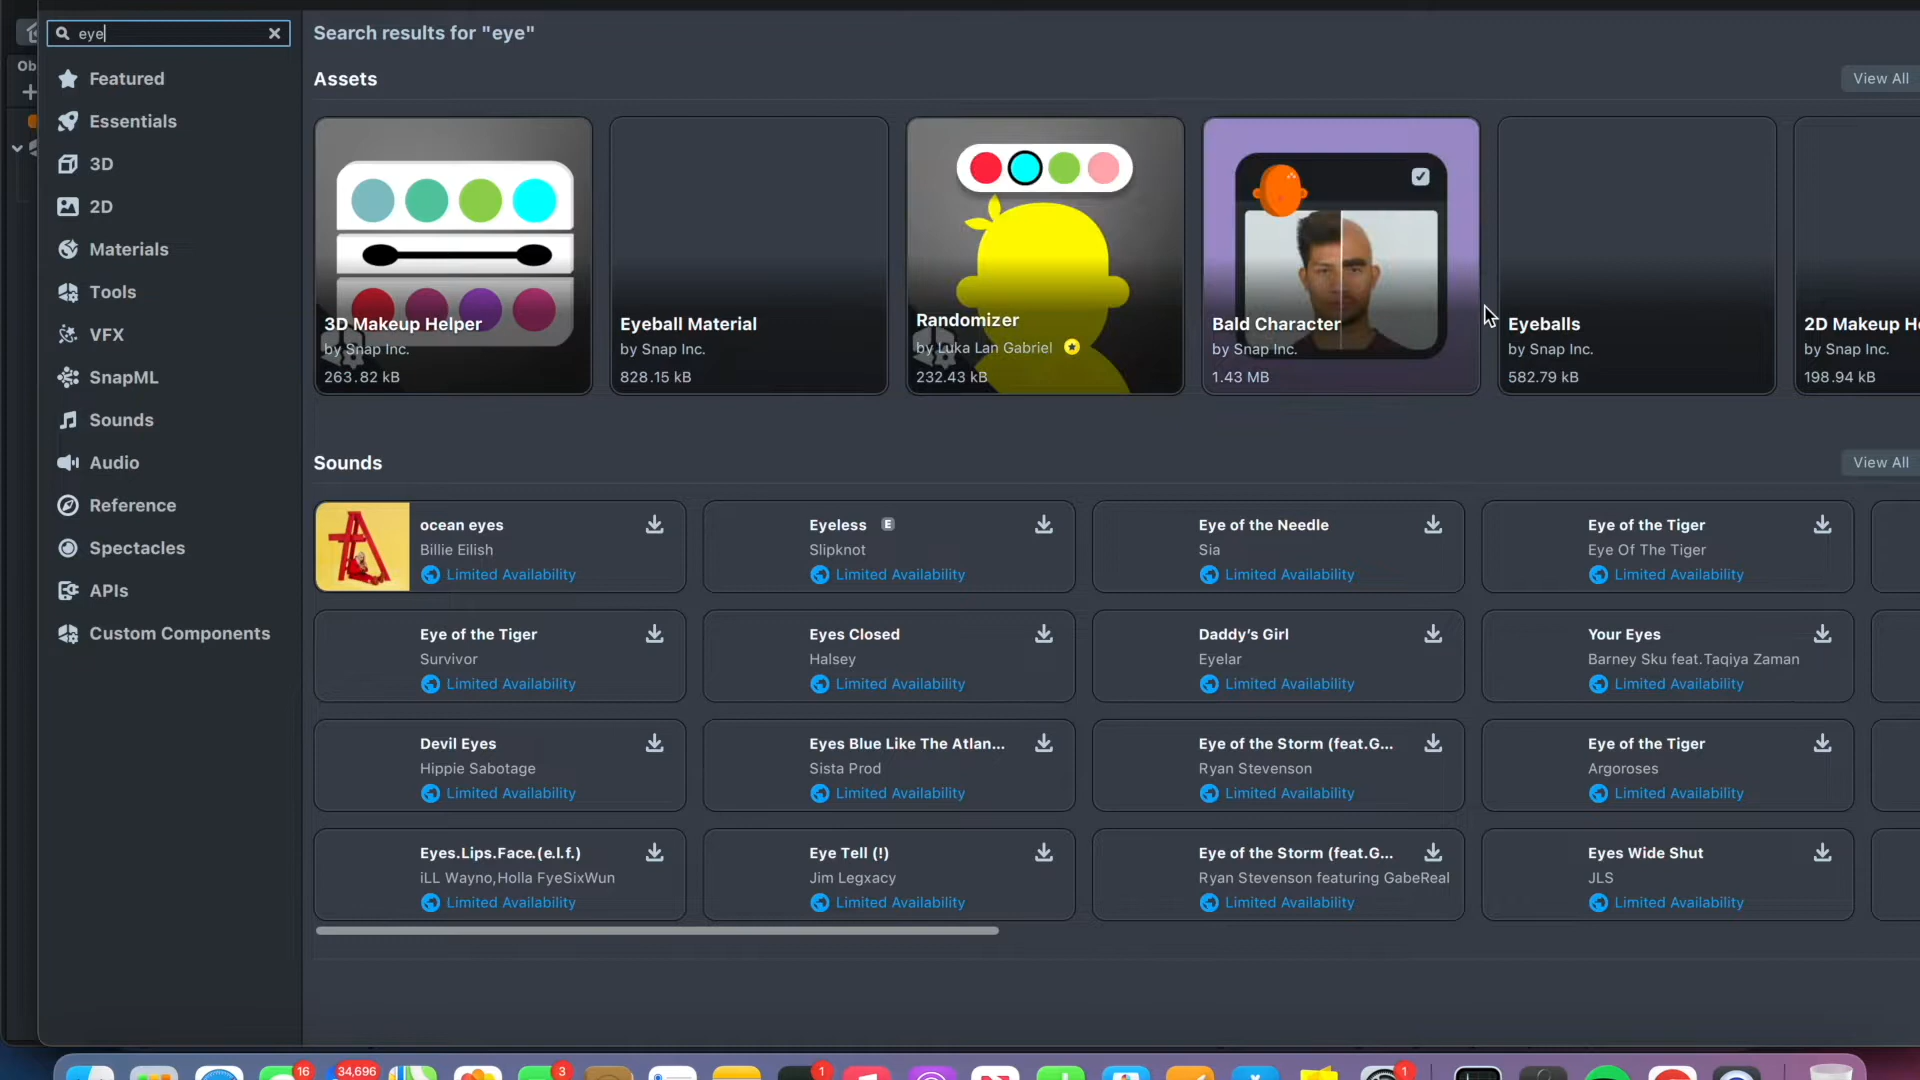 eye
Search results for "eye"
Ob
Featured
Essentials
3D
2D
Materials
Tools
VFX
SnapML
Sounds
Audio
Reference
Spectacles
APIs
Custom Components
Assets
View All
3D Makeup Helper
by Snap Inc.
263.82 kB
Eyeball Material
by Snap Inc.
828.15 kB
Randomizer
by Luka Lan Gabriel
232.43 kB
Bald Character
by Snap Inc.
1.43 MB
Eyeballs
by Snap Inc.
582.79 kB
2D Makeup He
by Snap Inc.
198.94 kB
Sounds
View All
ocean eyes
Billie Eilish
Limited Availability
Eyeless E
Slipknot
Limited Availability
Eye of the Needle
Sia
Limited Availability
Eye of the Tiger
Eye Of The Tiger
Limited Availability
Eye of the Tiger
Survivor
Limited Availability
Eyes Closed
Halsey
Limited Availability
Daddy's Girl
Eyelar
Limited Availability
Your Eyes
Barney Sku feat.Taqiya Zaman
Limited Availability
Devil Eyes
Hippie Sabotage
Limited Availability
Eyes Blue Like The Atlan...
Sista Prod
Limited Availability
Eye of the Storm (feat.G...
Ryan Stevenson
Limited Availability
Eye of the Tiger
Argoroses
Limited Availability
Eyes.Lips.Face.(e.l.f.)
iLL Wayno,Holla FyeSixWun
Limited Availability
Eye Tell (!)
Jim Legxacy
Limited Availability
Eye of the Storm (feat.G...
Ryan Stevenson featuring GabeReal
Limited Availability
Eyes Wide Shut
JLS
Limited Availability
16
34,696
3
1
1